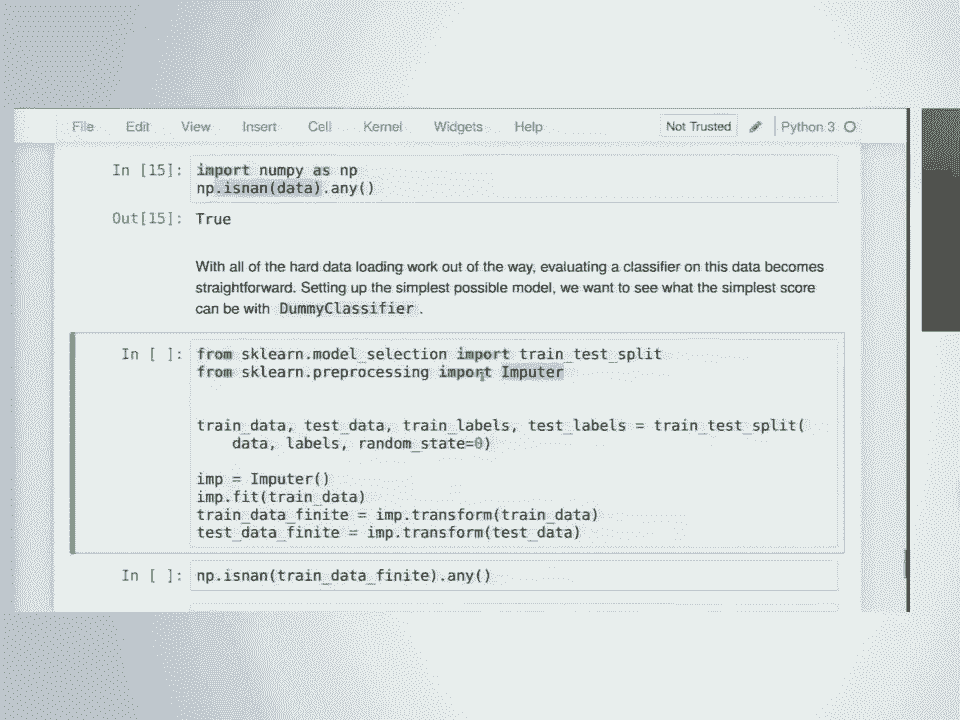 File Edit View Insert Cell Kernel Widgets Help Not Trusted Python 3
In [15]: import numpy as np
np.isnan(data).any()
Out[15]: True
With all of the hard data loading work out of the way, evaluating a classifier on this data becomes
straightforward. Setting up the simplest possible model, we want to see what the simplest score
can be with DummyClassifier .
In [ ]: from sklearn.model_selection import train_test_split
from sklearn.preprocessing import Imputer
train_data, test_data, train_labels, test_labels = train_test_split(
data, labels, random_state=0)
imp = Imputer()
imp.fit(train_data)
train_data_finite = imp.transform(train_data)
test_data_finite = imp.transform(test_data)
In [ ]: np.isnan(train_data_finite).any()